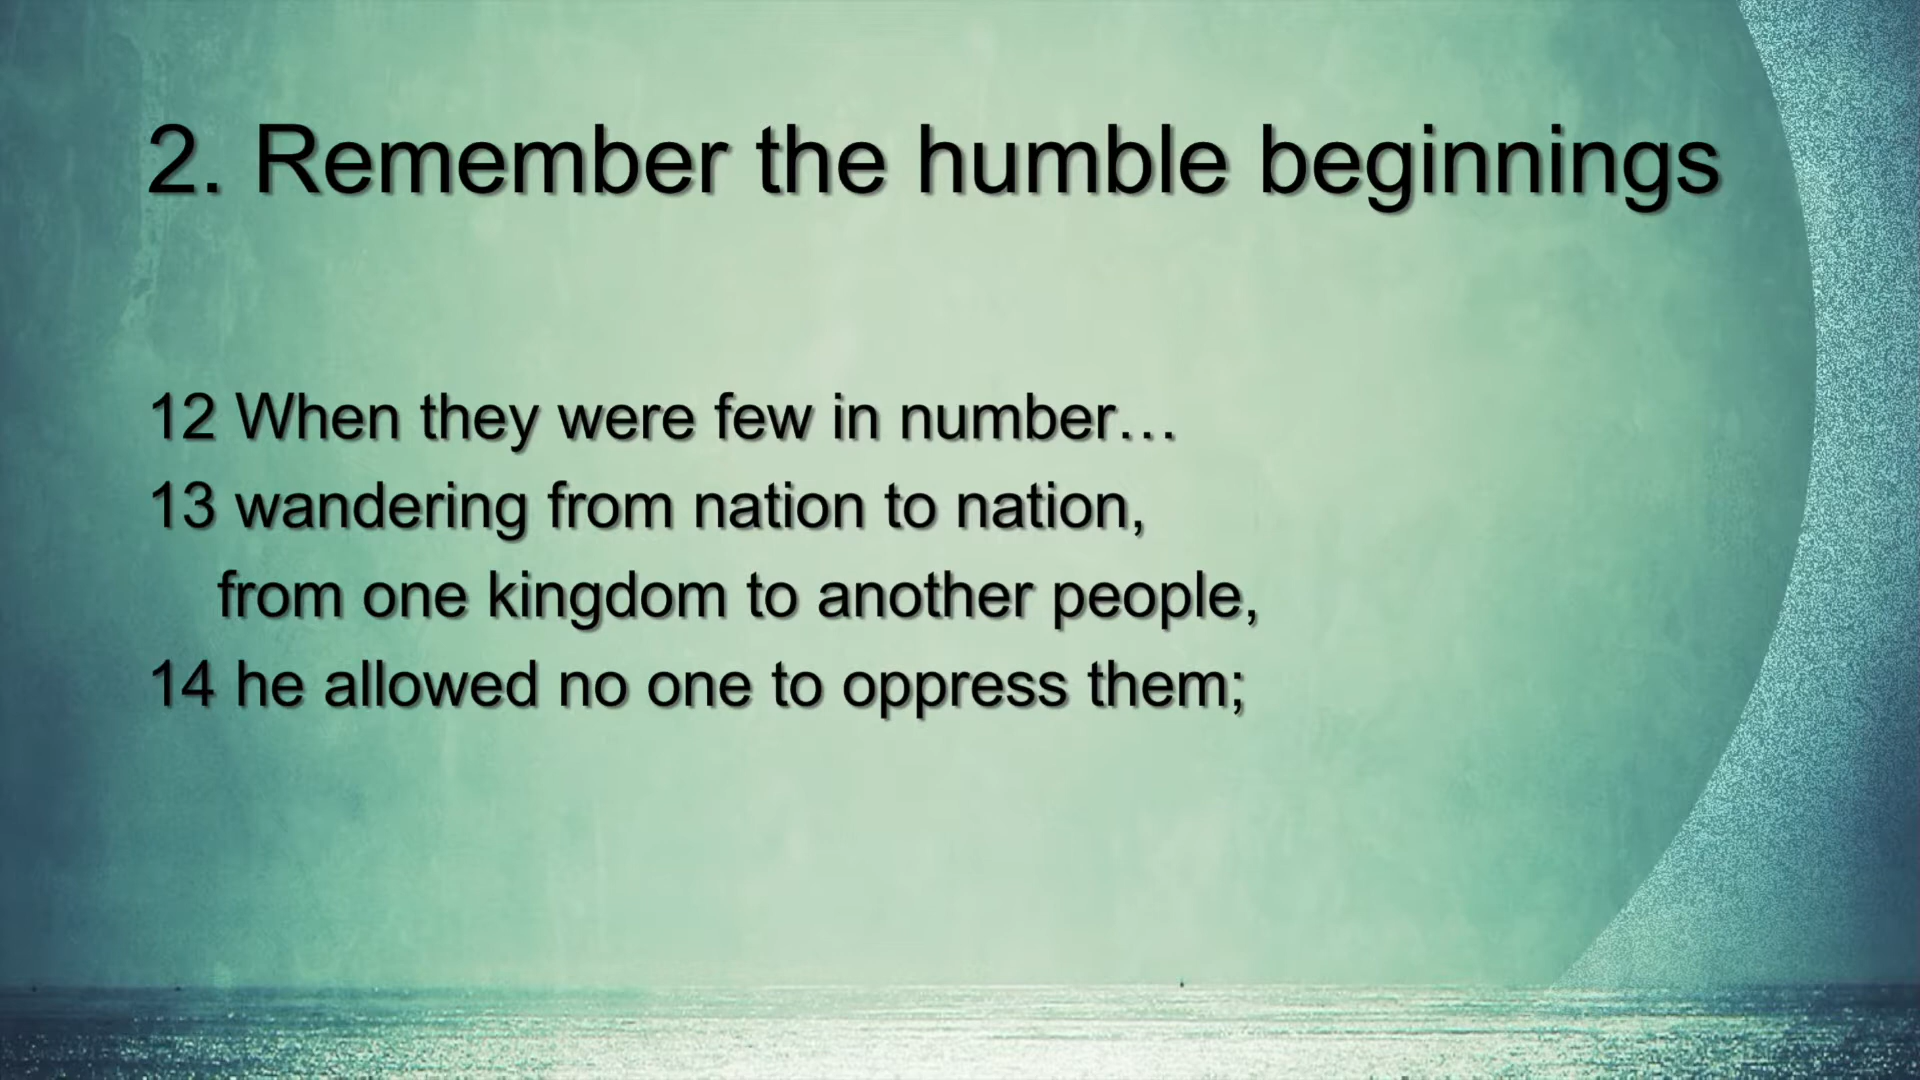 2. Remember the humble beginnings
12 When they were few in number…
13 wandering from nation to nation,
from one kingdom to another people,
14 he allowed no one to oppress them;